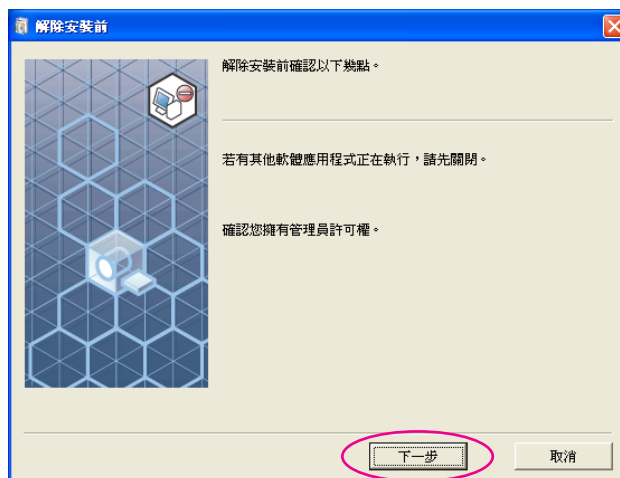 解除安裝前
解除安裝前確認以下幾點。
若有其他軟體應用程式正在執行，請先關閉。
確認您擁有管理員許可權。
下一步
取消